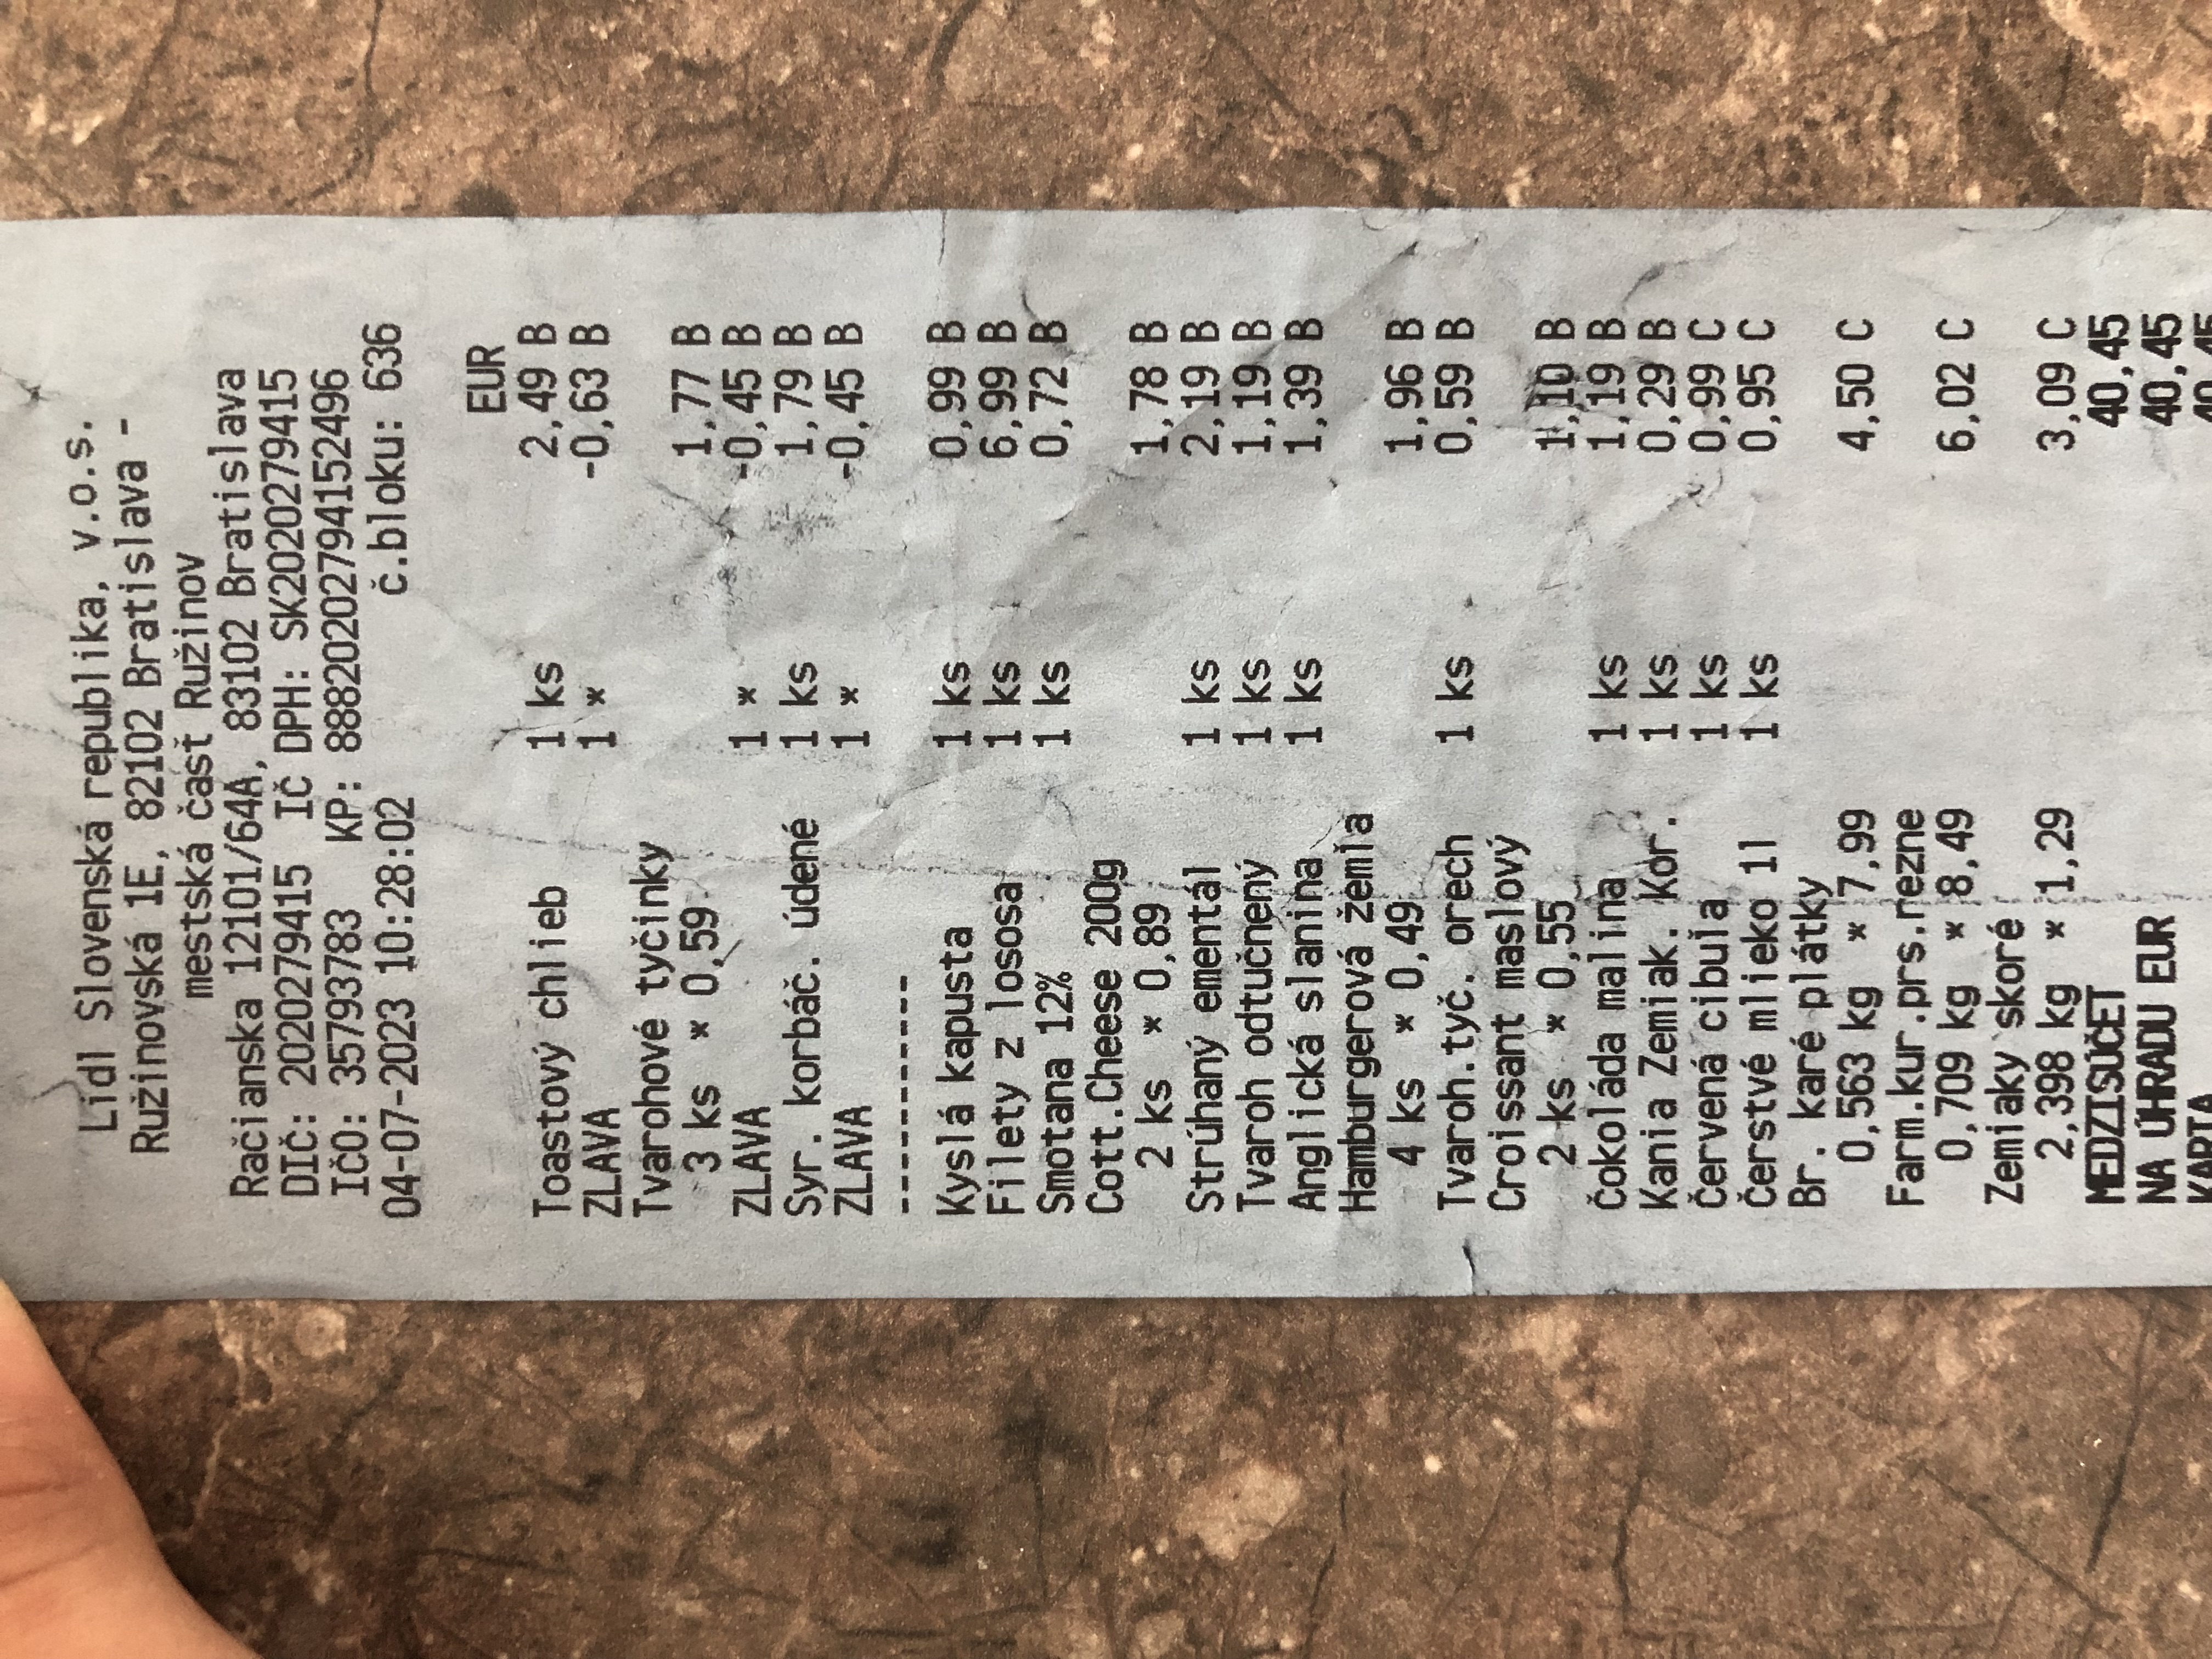 Lidl Slovenská republika, v.o.s.
Ružinovská 1E, 82102 Bratislava -
mestská časť Ružinov
Račianska 12101/64A, 83102 Bratislava
DIČ: 2020279415 IČ DPH: SK2020279415
IČO: 35793783 KP: 88820202794152496
04-07-2023 10:28:02 č.bloku: 636
EUR
Toastový chlieb 1 ks 2,49 B
ZLAVA 1 * -0,63 B
Tvarohové tyčinky
3 ks * 0,59 1,77 B
ZLAVA 1 * -0,45 B
Syr. korbáč. údené 1 ks 1,79 B
ZLAVA 1 * -0,45 B
-----------
Kyslá kapusta 1 ks 0,99 B
Filety z lososa 1 ks 6,99 B
Smotana 12% 1 ks 0,72 B
Cott.Cheese 200g
2 ks * 0,89 1,78 B
Strúhaný ementál 1 ks 2,19 B
Tvaroh odtučnený 1 ks 1,19 B
Anglická slanina 1 ks 1,39 B
Hamburgerová žemľa
4 ks * 0,49 1,96 B
Tvaroh.tyč. orech 1 ks 0,59 B
Croissant maslový
2 ks * 0,55 1,10 B
Čokoláda malina 1 ks 1,19 B
Kania Zemiak. Kor. 1 ks 0,29 B
Červená cibuľa 1 ks 0,99 C
Čerstvé mlieko 1l 1 ks 0,95 C
Br. karé plátky
0,563 kg * 7,99 4,50 C
Farm.kur.prs.rezne
0,709 kg * 8,49 6,02 C
Zemiaky skoré
2,398 kg * 1,29 3,09 C
MEDZISÚČET 40,45
NA ÚHRADU EUR 40,45
KARTA 40,45